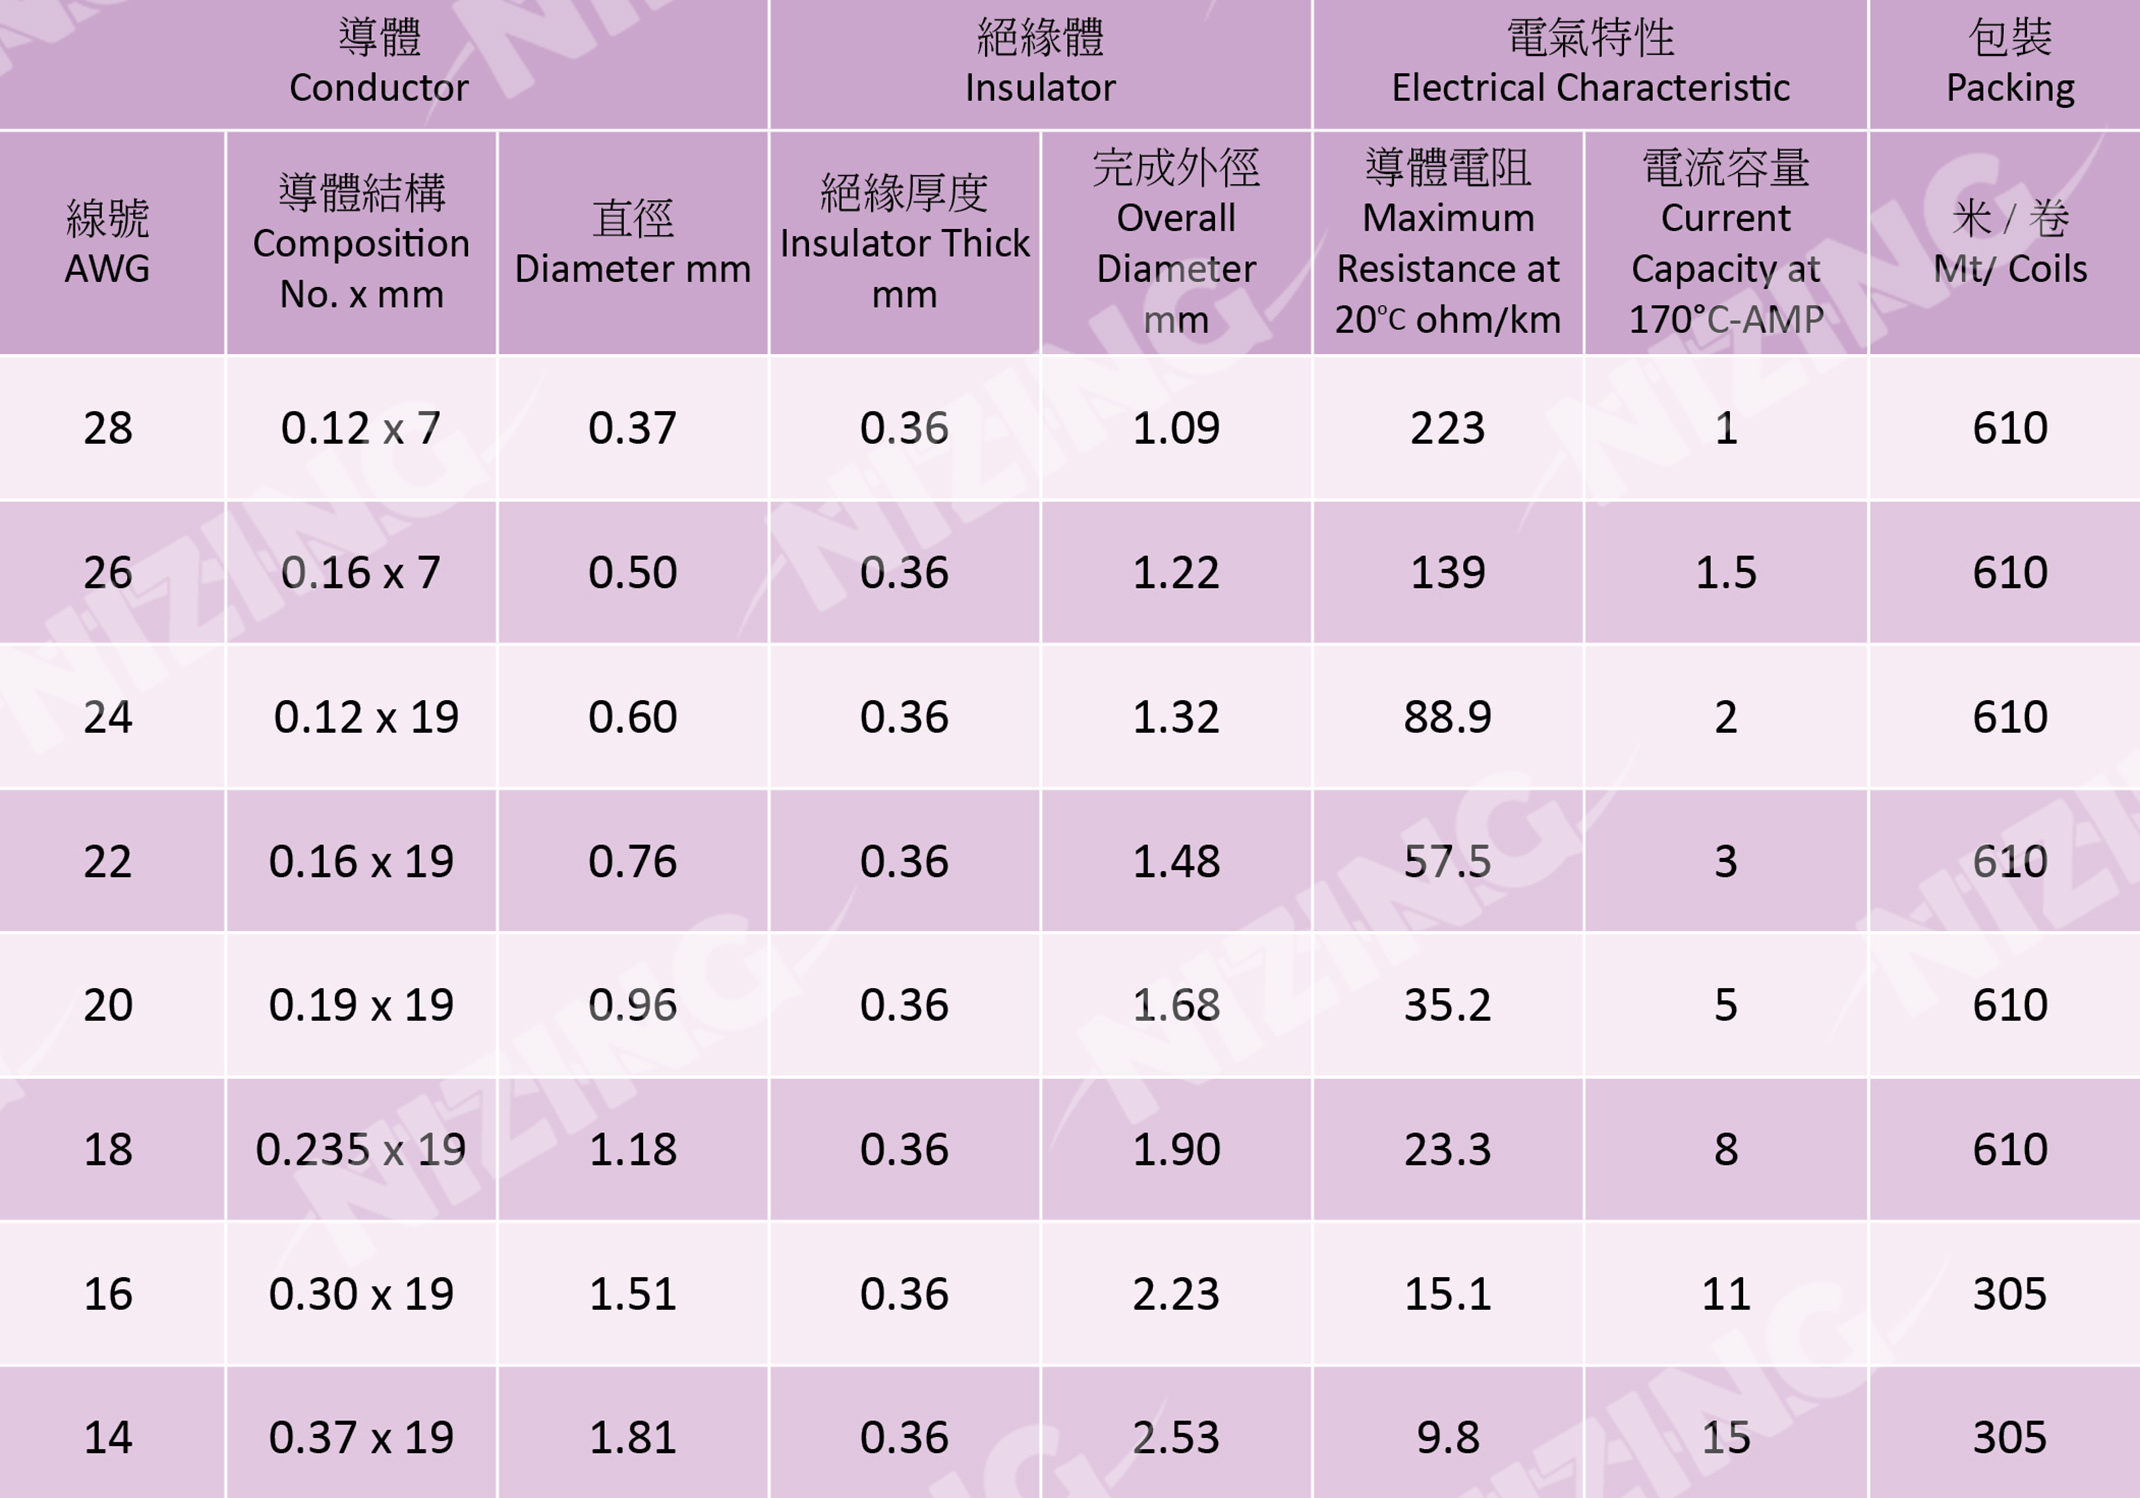 導體
Conductor
絕緣體
Insulator
電氣特性
Electrical Characteristic
包裝
Packing
線號
AWG
導體結構
Composition
No. x mm
直徑
Diameter mm
絕緣厚度
Insulator Thick
mm
完成外徑
Overall
Diameter
mm
導體電阻
Maximum
Resistance at
20°C ohm/km
電流容量
Current
Capacity at
170°C-AMP
米 / 卷
Mt/ Coils
28 0.12 x 7 0.37 0.36 1.09 223 1 610
26 0.16 x 7 0.50 0.36 1.22 139 1.5 610
24 0.12 x 19 0.60 0.36 1.32 88.9 2 610
22 0.16 x 19 0.76 0.36 1.48 57.5 3 610
20 0.19 x 19 0.96 0.36 1.68 35.2 5 610
18 0.235 x 19 1.18 0.36 1.90 23.3 8 610
16 0.30 x 19 1.51 0.36 2.23 15.1 11 305
14 0.37 x 19 1.81 0.36 2.53 9.8 15 305
NIZING